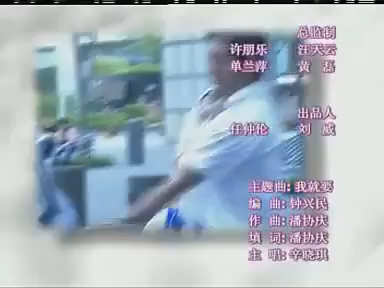 总监制
许朋乐 汪天云
单兰萍 黄磊
出品人
任仲伦 刘威
主题曲:我就要
编曲:钟兴民
作曲:潘协庆
填词:潘协庆
主唱:辛晓琪